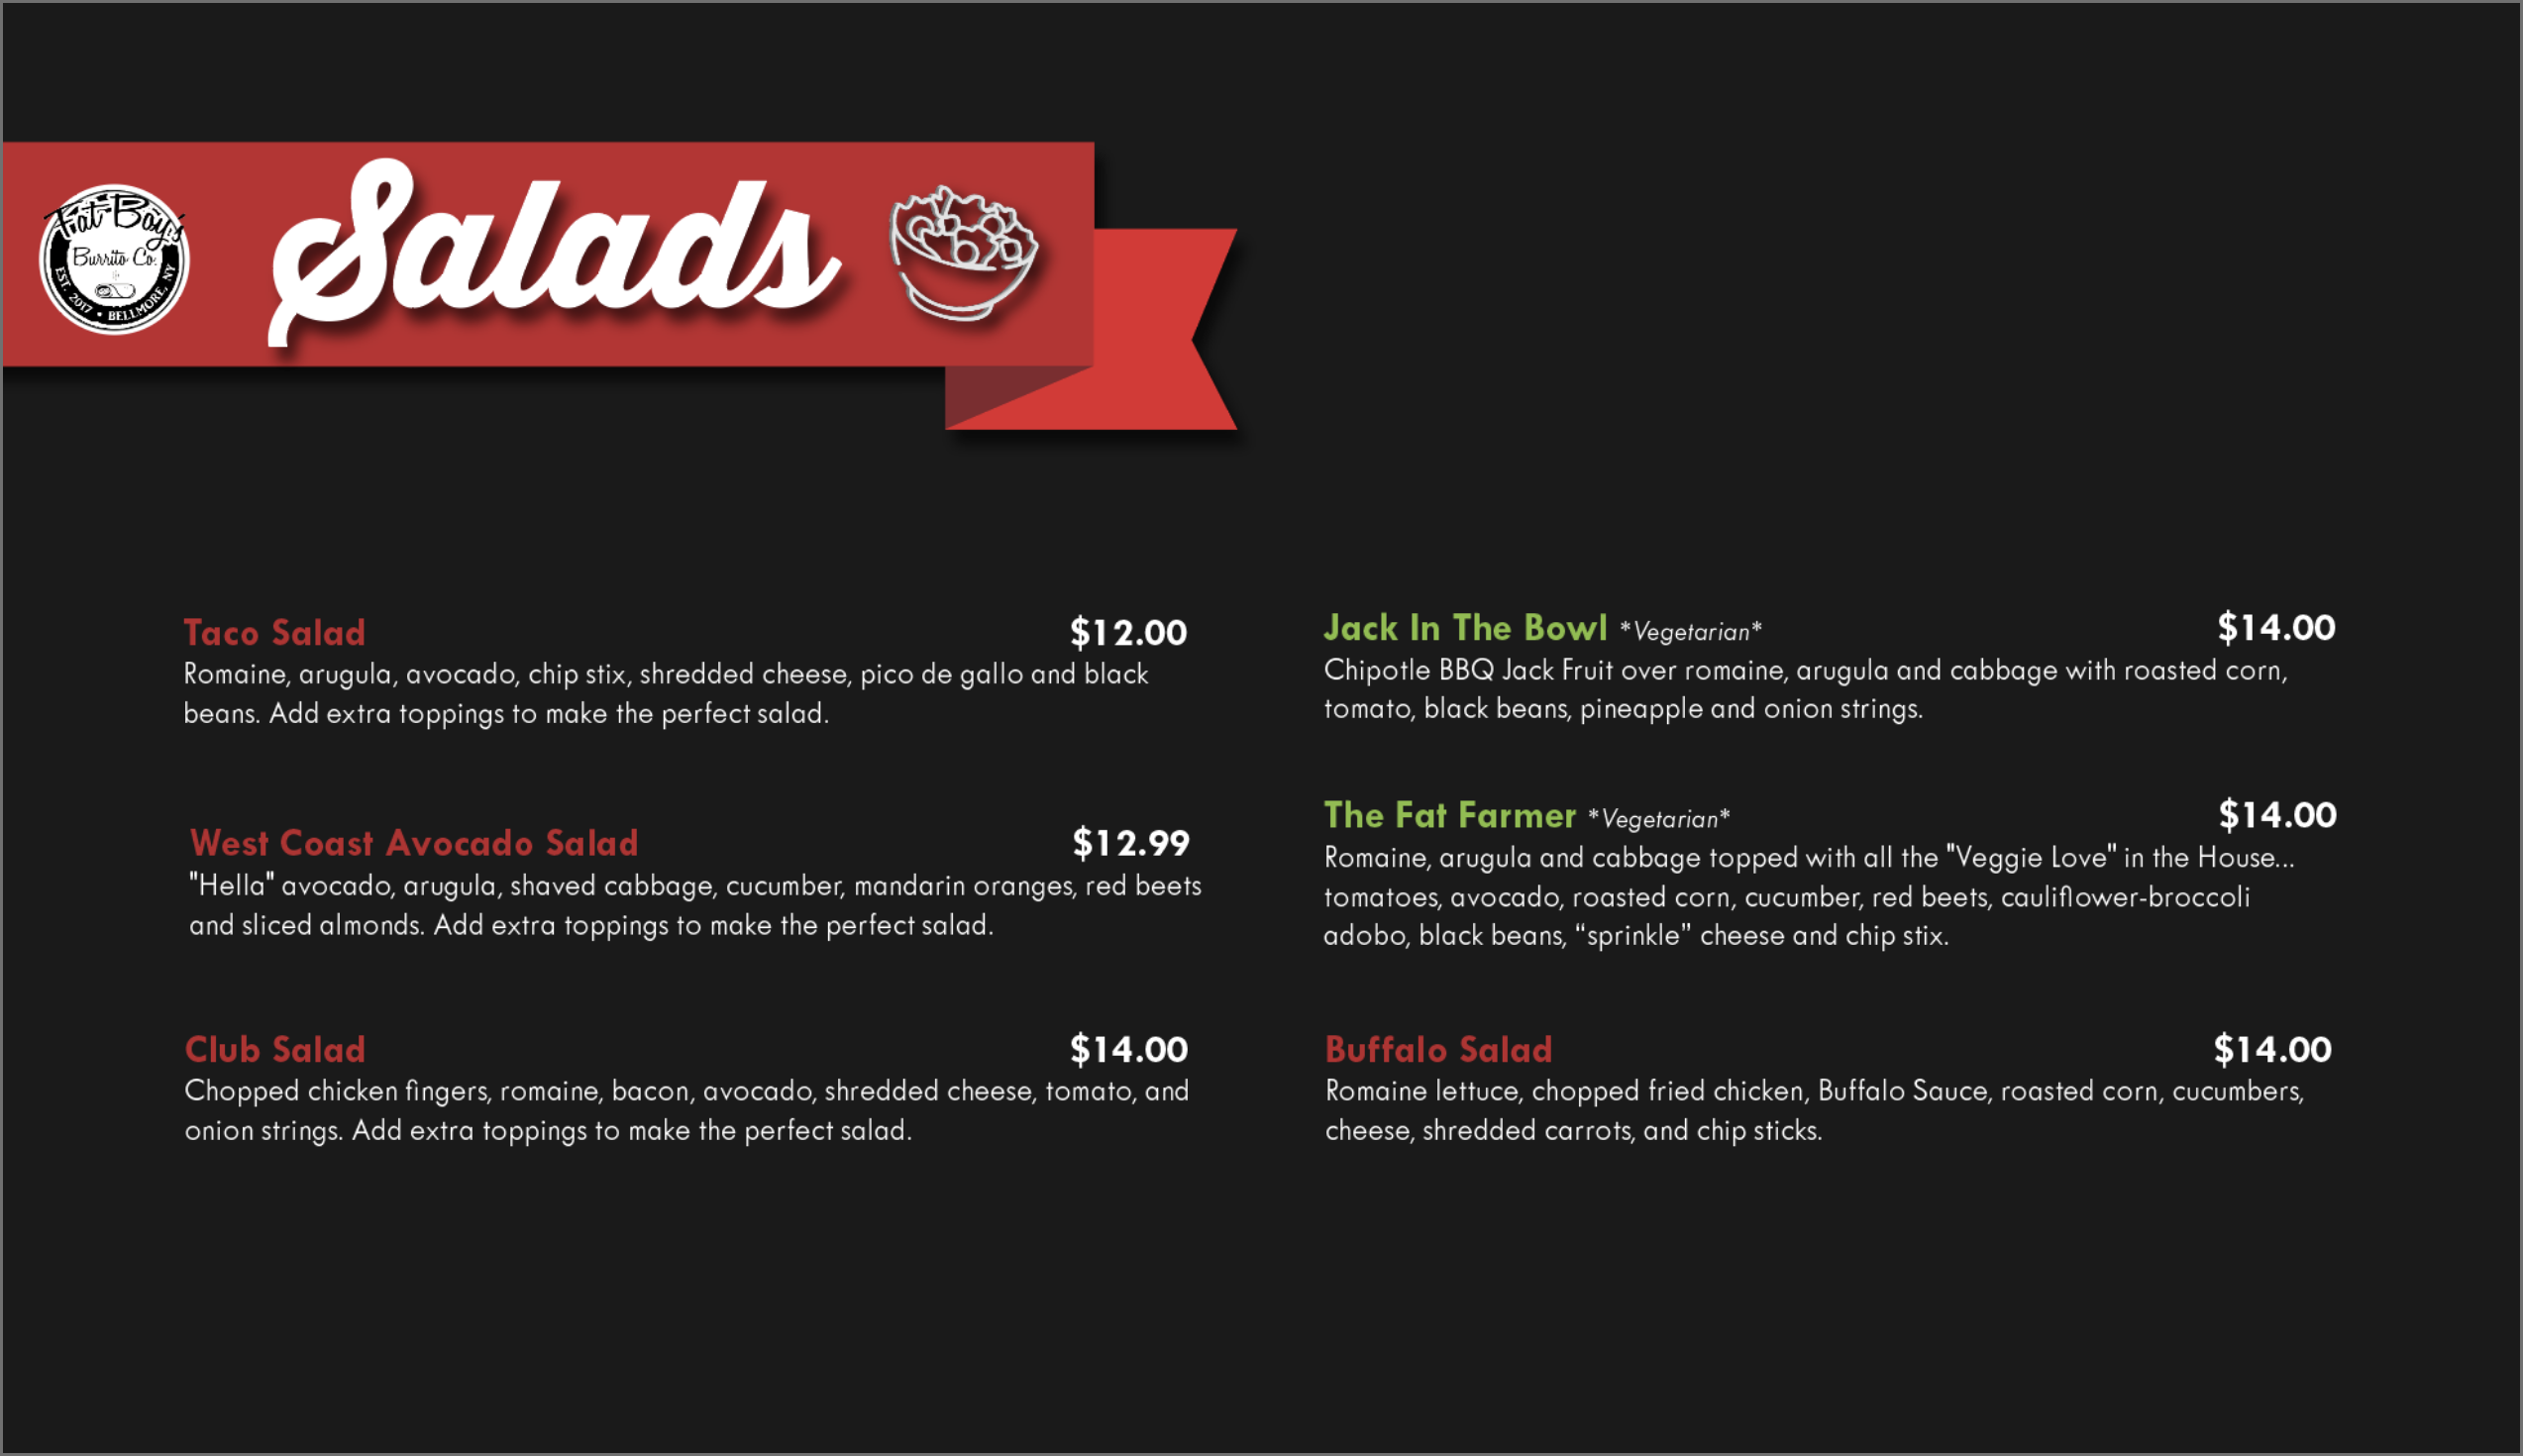 Fat Boy's
Burrito Co.
EST. 2017 • BELLMORE, NY
Salads
Taco Salad $12.00
Romaine, arugula, avocado, chip stix, shredded cheese, pico de gallo and black
beans. Add extra toppings to make the perfect salad.
West Coast Avocado Salad $12.99
"Hella" avocado, arugula, shaved cabbage, cucumber, mandarin oranges, red beets
and sliced almonds. Add extra toppings to make the perfect salad.
Club Salad $14.00
Chopped chicken fingers, romaine, bacon, avocado, shredded cheese, tomato, and
onion strings. Add extra toppings to make the perfect salad.
Jack In The Bowl *Vegetarian* $14.00
Chipotle BBQ Jack Fruit over romaine, arugula and cabbage with roasted corn,
tomato, black beans, pineapple and onion strings.
The Fat Farmer *Vegetarian* $14.00
Romaine, arugula and cabbage topped with all the "Veggie Love" in the House...
tomatoes, avocado, roasted corn, cucumber, red beets, cauliflower-broccoli
adobo, black beans, “sprinkle” cheese and chip stix.
Buffalo Salad $14.00
Romaine lettuce, chopped fried chicken, Buffalo Sauce, roasted corn, cucumbers,
cheese, shredded carrots, and chip sticks.